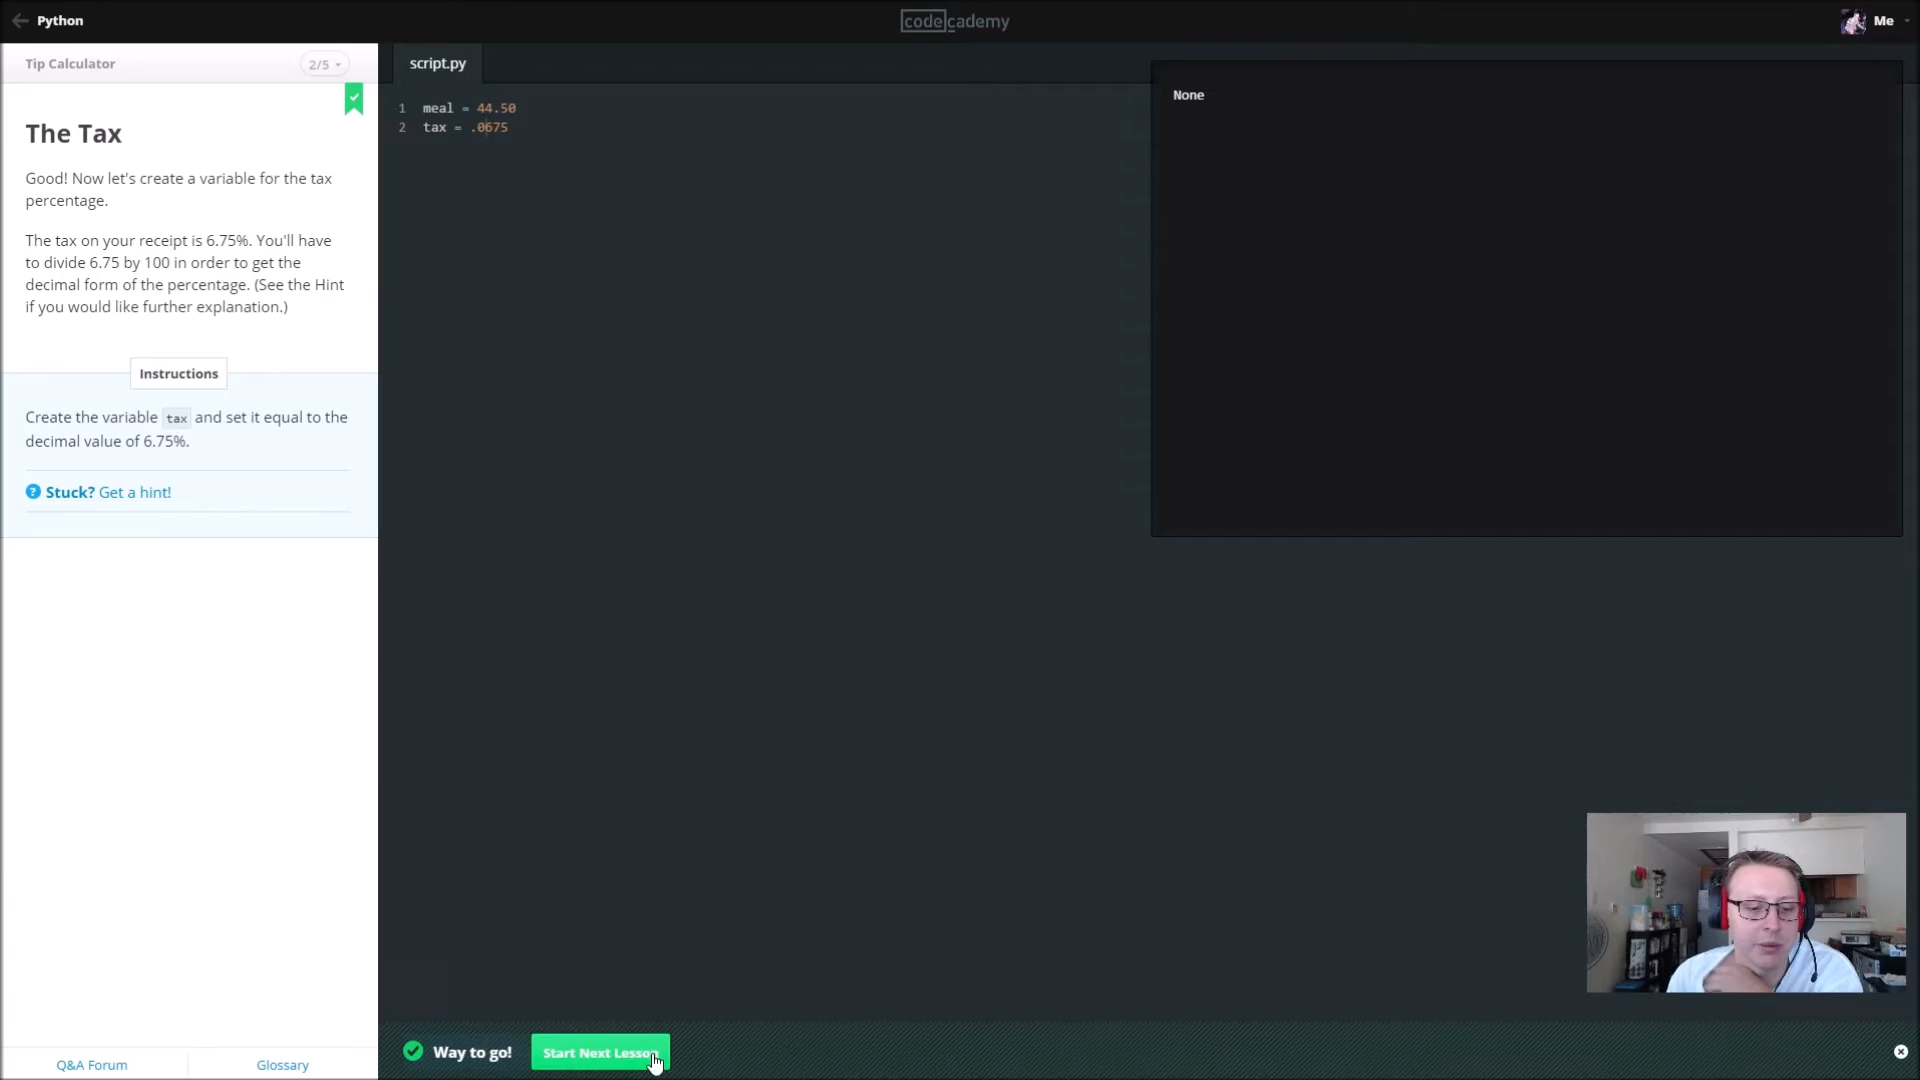 Python
codecademy
Me
Tip Calculator
2/5
script.py
The Tax
Good! Now let's create a variable for the tax
percentage.
The tax on your receipt is 6.75%. You'll have
to divide 6.75 by 100 in order to get the
decimal form of the percentage. (See the Hint
if you would like further explanation.)
Instructions
Create the variable tax and set it equal to the
decimal value of 6.75%.
? Stuck? Get a hint!
Q&A Forum
Glossary
1 meal = 44.50
2 tax = .0675
None
Way to go!
Start Next Lesson